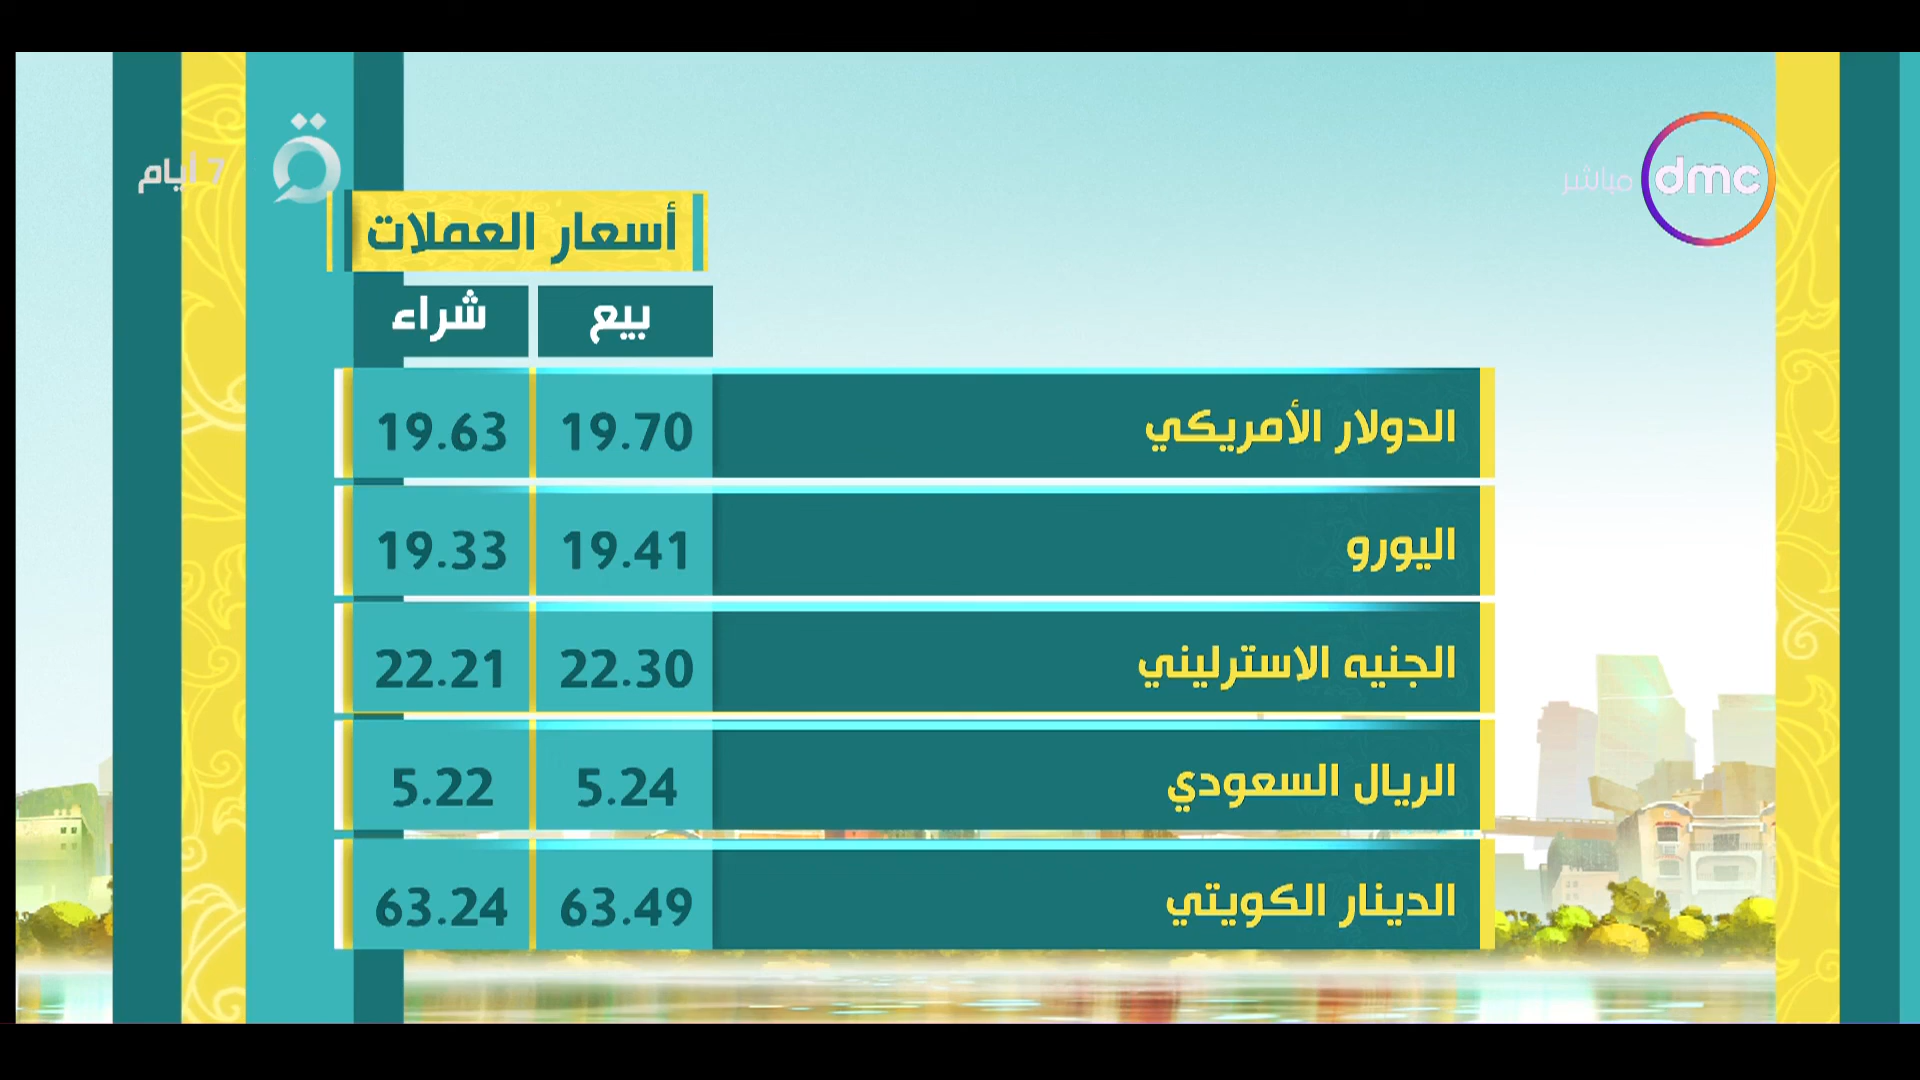 مباشر dmc
7 أيام
أسعار العملات
بيع شراء
الدولار الأمريكي 19.70 19.63
اليورو 19.41 19.33
الجنيه الاسترليني 22.30 22.21
الريال السعودي 5.24 5.22
الدينار الكويتي 63.49 63.24